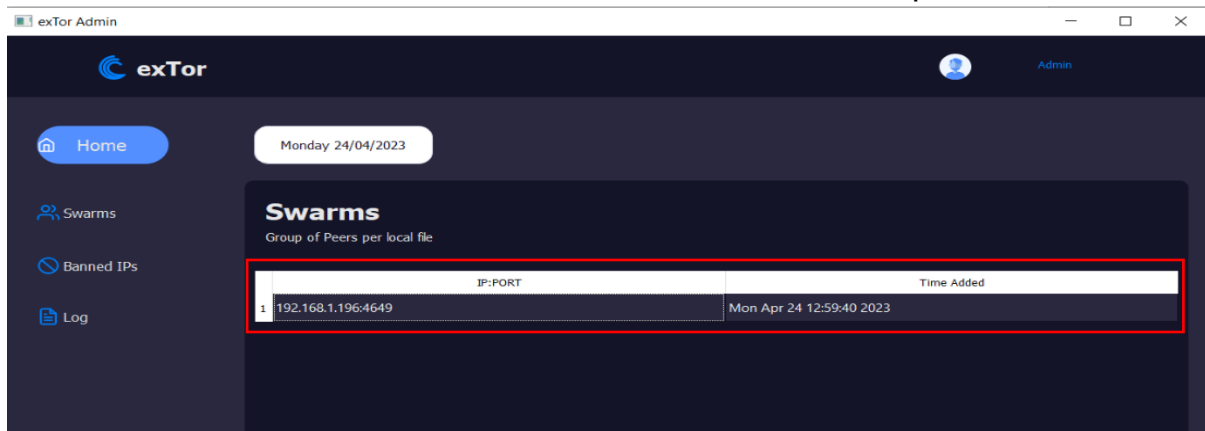 exTor Admin
exTor
Admin
Home
Monday 24/04/2023
Swarms
Swarms
Group of Peers per local file
Banned IPs
IP:PORT Time Added
1 192.168.1.196:4649 Mon Apr 24 12:59:40 2023
Log